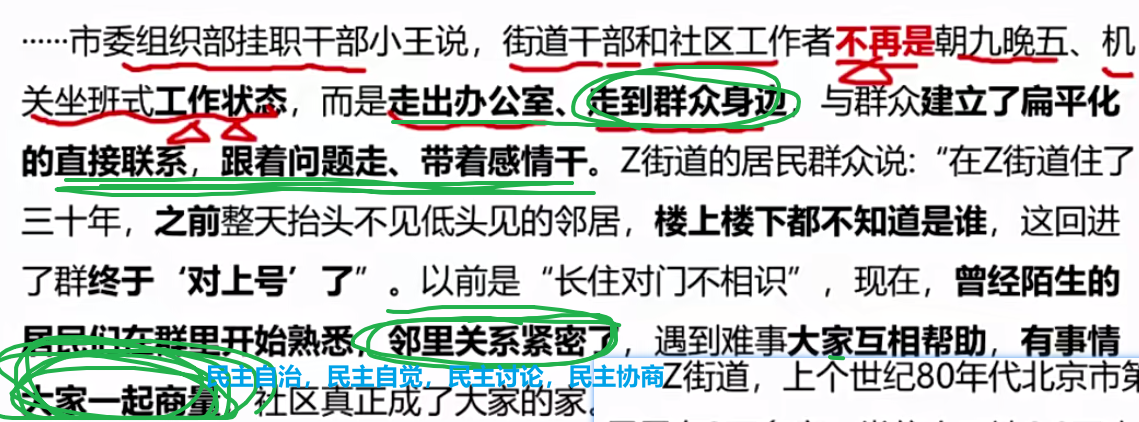 ……市委组织部挂职干部小王说，街道干部和社区工作者不再是朝九晚五、机
关坐班式工作状态，而是走出办公室、走到群众身边，与群众建立了扁平化
的直接联系，跟着问题走、带着感情干。Z街道的居民群众说：“在Z街道住了
三十年，之前整天抬头不见低头见的邻居，楼上楼下都不知道是谁，这回进
了群终于‘对上号’了”。以前是“长住对门不相识”，现在，曾经陌生的
居民们在群里开始熟悉，邻里关系紧密了，遇到难事大家互相帮助，有事情
大家一起商量，社区真正成了大家的家。
民主自治，民主自觉，民主讨论，民主协商
Z街道，上个世纪80年代北京市第